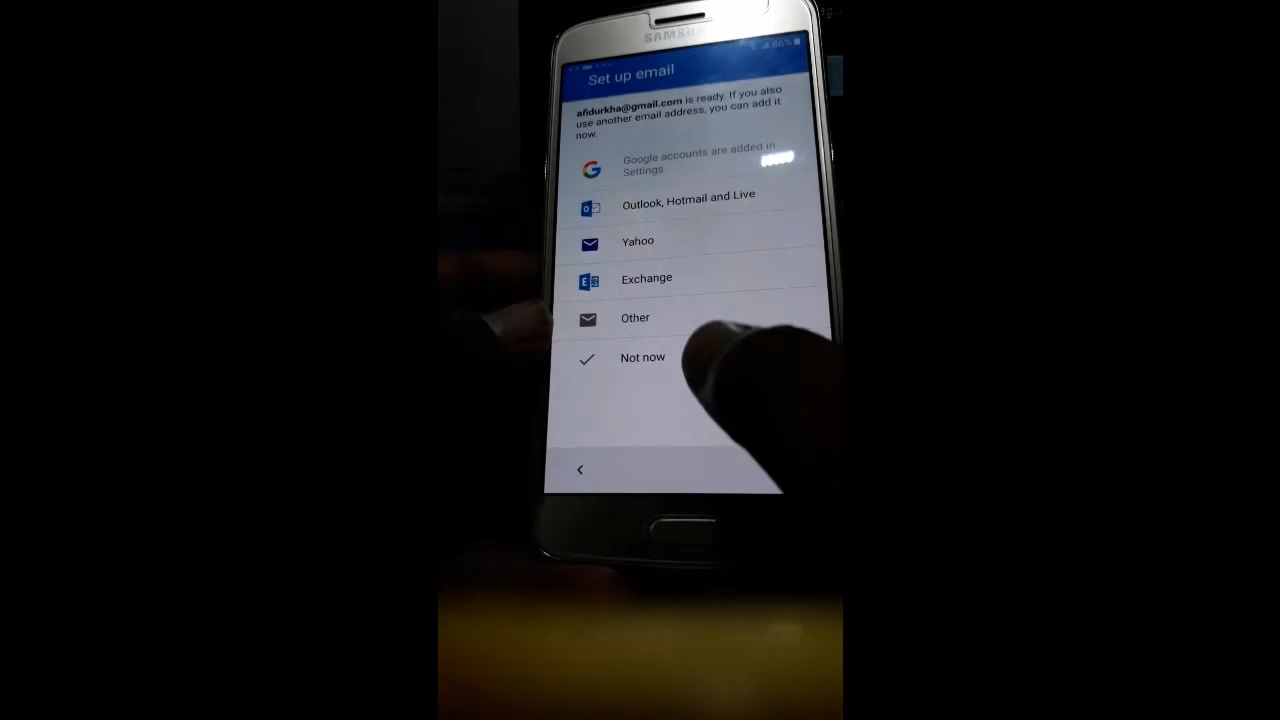 SAMSUNG
86%
Set up email
afidurkha@gmail.com is ready. If you also
use another email address, you can add it
now.
Google accounts are added in
Settings
Outlook, Hotmail and Live
Yahoo
Exchange
Other
Not now